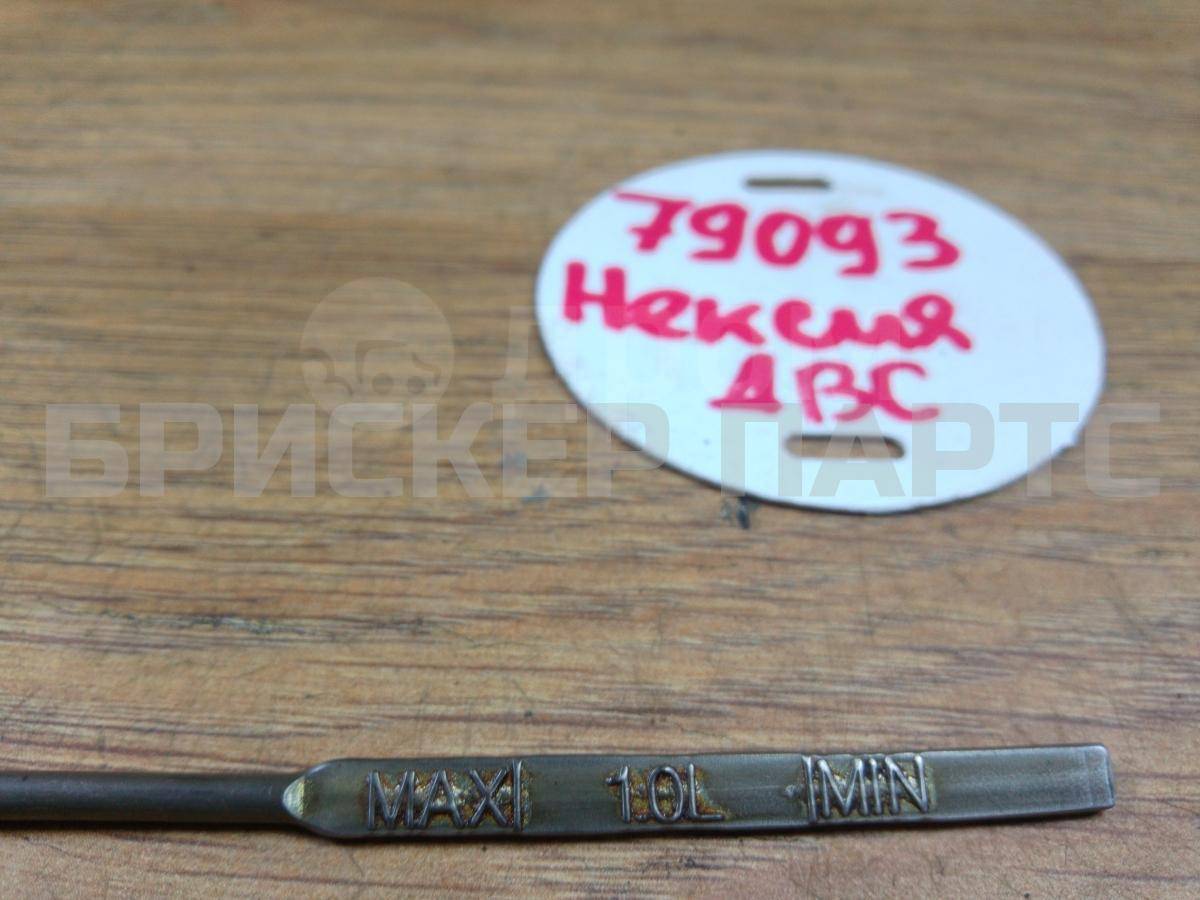 79093
Нексия
ДВС
БРИСКЕР ПАРТС
MAX 1.0L MIN